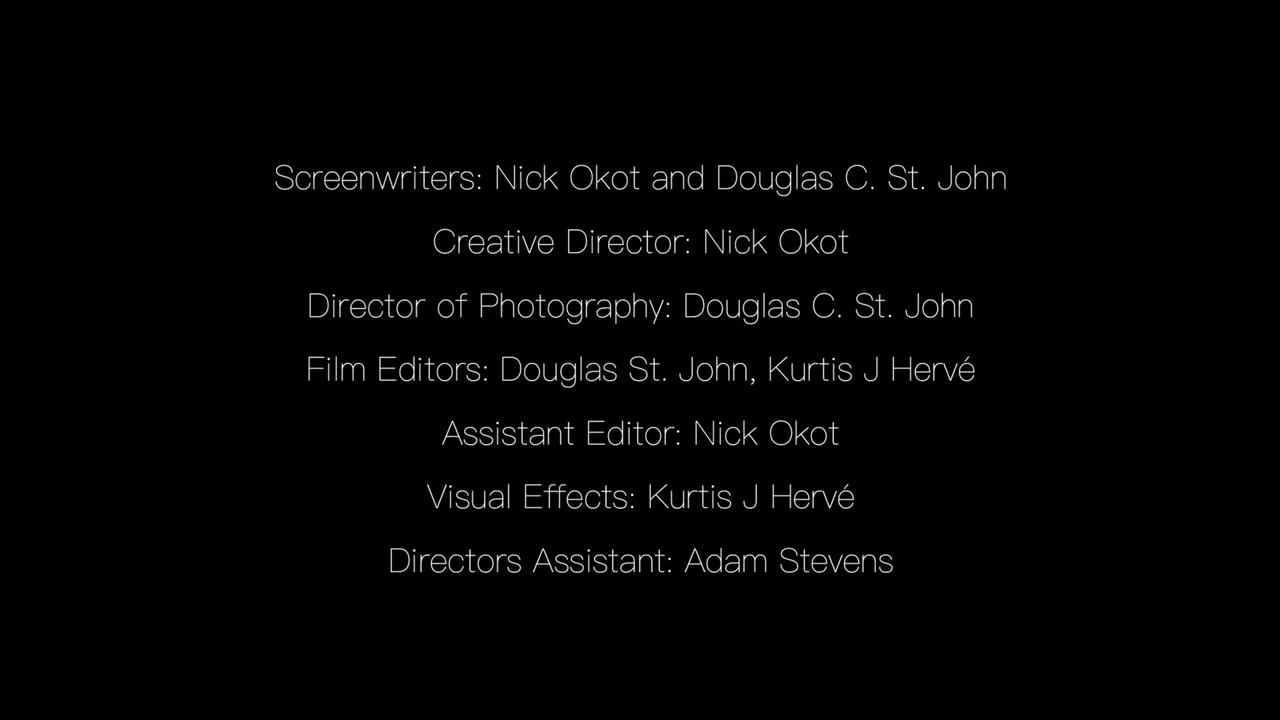 Screenwriters: Nick Okot and Douglas C. St. John
Creative Director: Nick Okot
Director of Photography: Douglas C. St. John
Film Editors: Douglas St. John, Kurtis J Hervé
Assistant Editor: Nick Okot
Visual Effects: Kurtis J Hervé
Directors Assistant: Adam Stevens